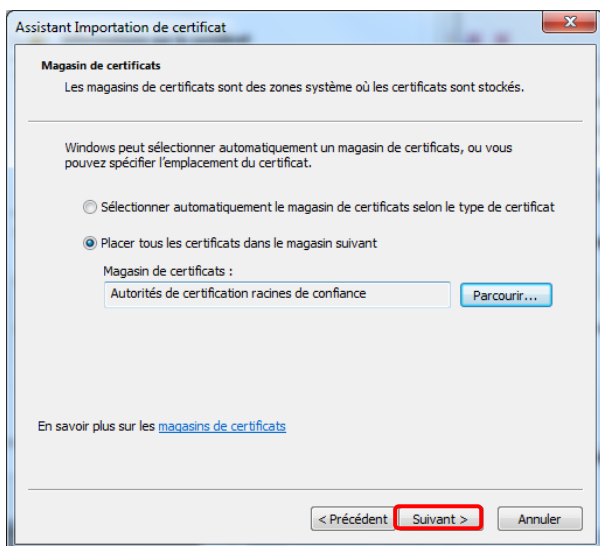 Assistant Importation de certificat
Magasin de certificats
Les magasins de certificats sont des zones système où les certificats sont stockés.
Windows peut sélectionner automatiquement un magasin de certificats, ou vous
pouvez spécifier l'emplacement du certificat.
Sélectionner automatiquement le magasin de certificats selon le type de certificat
Placer tous les certificats dans le magasin suivant
Magasin de certificats :
Autorités de certification racines de confiance
Parcourir...
En savoir plus sur les magasins de certificats
< Précédent
Suivant >
Annuler